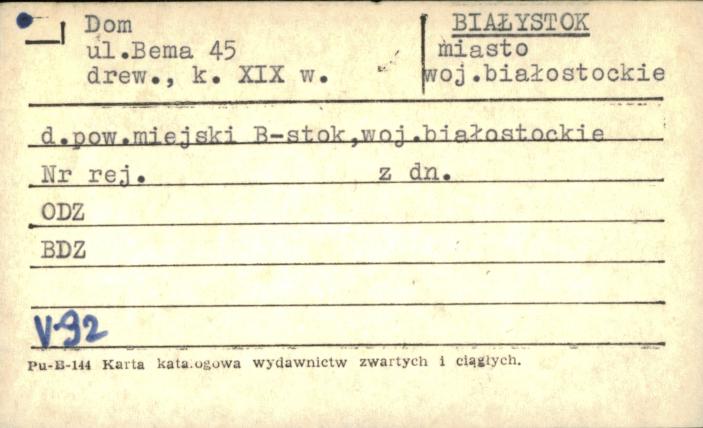 Dom
ul.Bema 45
drew., k. XIX w.
BIAŁYSTOK
miasto
woj.białostockie
d.pow.miejski B-stok,woj.białostockie
Nr rej. z dn.
ODZ
BDZ
V-92
Pu-B-144 Karta katalogowa wydawnictw zwartych i ciągłych.